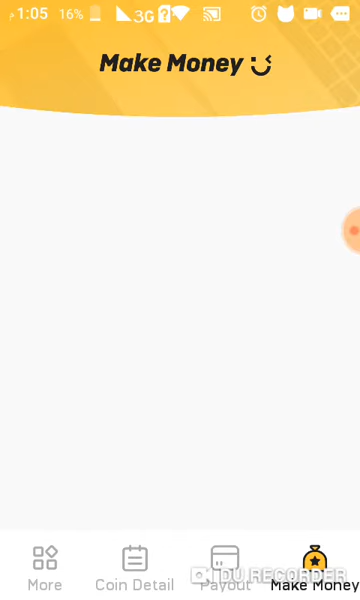 م 1:05 16% 3G ?
Make Money
More Coin Detail Payout Make Money
DU RECORDER